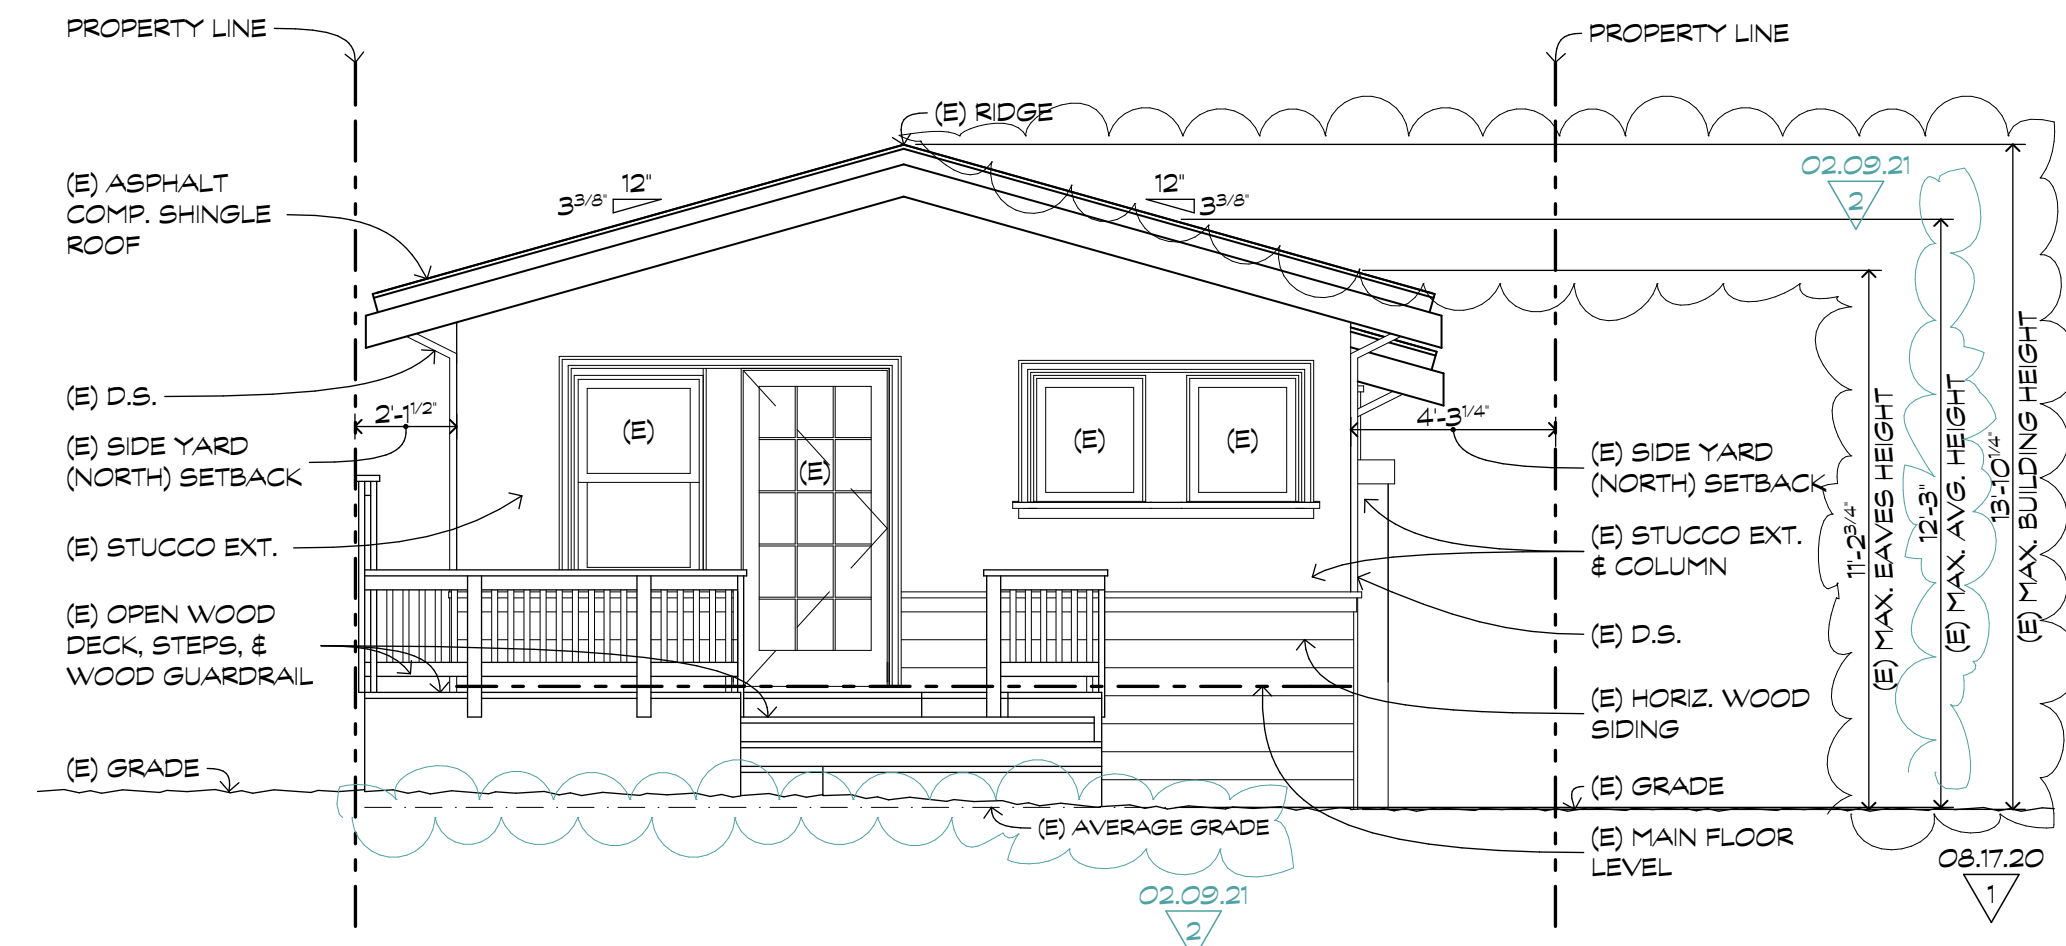 PROPERTY LINE
PROPERTY LINE
(E) RIDGE
02.09.21
2
(E) ASPHALT
COMP. SHINGLE
ROOF
12"
3 3/8"
12"
3 3/8"
(E) D.S.
2'-1 1/2"
(E) SIDE YARD
(NORTH) SETBACK
(E)
(E)
(E)
(E)
4'-3 1/4"
(E) SIDE YARD
(NORTH) SETBACK
(E) STUCCO EXT.
(E) STUCCO EXT.
& COLUMN
(E) OPEN WOOD
DECK, STEPS, &
WOOD GUARDRAIL
(E) D.S.
(E) HORIZ. WOOD
SIDING
(E) GRADE
(E) GRADE
(E) AVERAGE GRADE
(E) MAIN FLOOR
LEVEL
11'-2 3/4"
(E) MAX. EAVES HEIGHT
12'-3"
(E) MAX. AVG. HEIGHT
13'-10 1/4"
(E) MAX. BUILDING HEIGHT
02.09.21
2
08.17.20
1